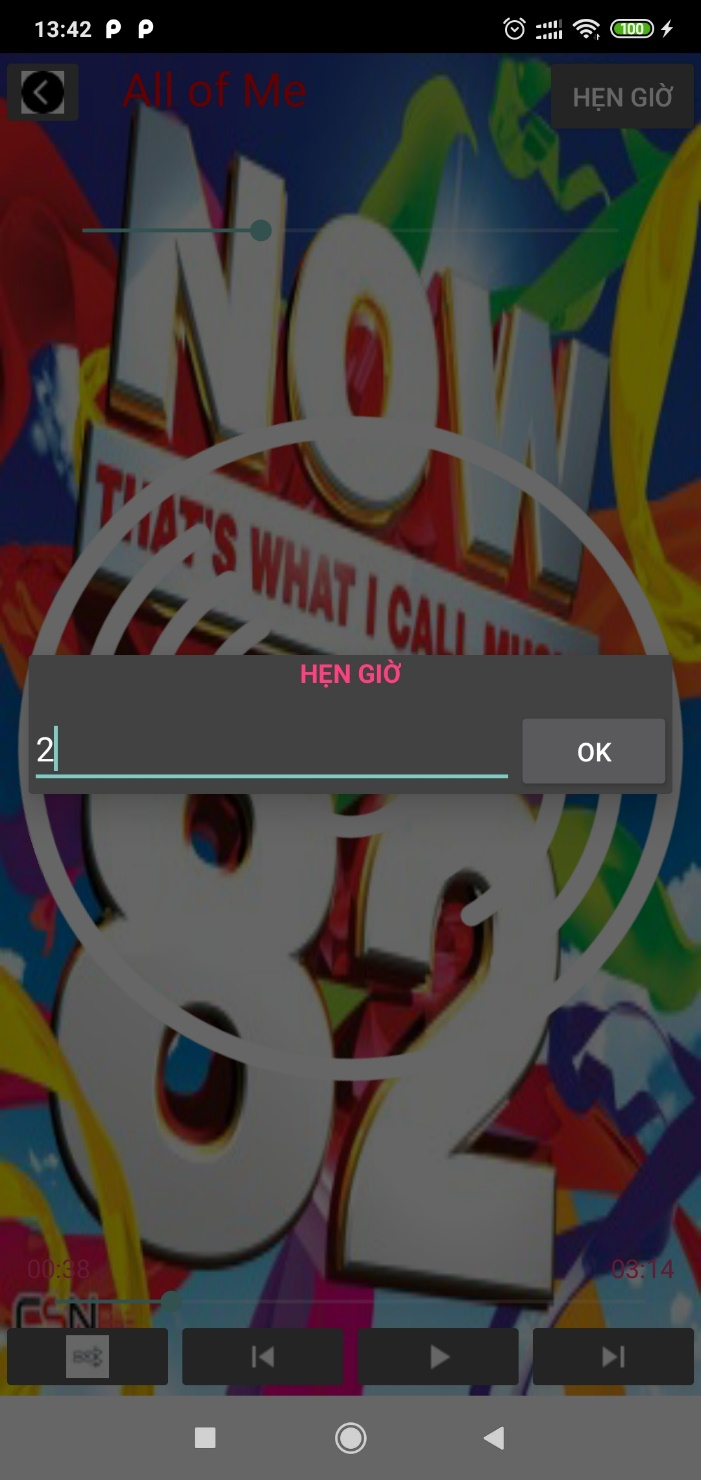 13:42
100
All of Me
HẸN GIỜ
NOW
THAT'S WHAT I CALL
HẸN GIỜ
2
OK
82
00:38
03:14